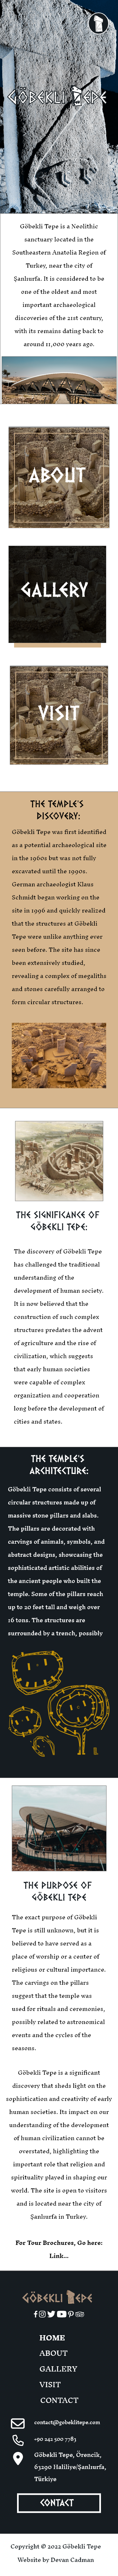 GÖBEKLI TEPE
Göbekli Tepe is a Neolithic
sanctuary located in the
Southeastern Anatolia Region of
Turkey, near the city of
Şanlıurfa. It is considered to be
one of the oldest and most
important archaeological
discoveries of the 21st century,
with its remains dating back to
around 11,000 years ago.
ABOUT
GALLERY
VISIT
THE TEMPLE'S
DISCOVERY:
Göbekli Tepe was first identified
as a potential archaeological site
in the 1960s but was not fully
excavated until the 1990s.
German archaeologist Klaus
Schmidt began working on the
site in 1996 and quickly realized
that the structures at Göbekli
Tepe were unlike anything ever
seen before. The site has since
been extensively studied,
revealing a complex of megaliths
and stones carefully arranged to
form circular structures.
THE SIGNIFICANCE OF
GÖBEKLI TEPE:
The discovery of Göbekli Tepe
has challenged the traditional
understanding of the
development of human society.
It is now believed that the
construction of such complex
structures predates the advent
of agriculture and the rise of
civilization, which suggests
that early human societies
were capable of complex
organization and cooperation
long before the development of
cities and states.
THE TEMPLE'S
ARCHITECTURE:
Göbekli Tepe consists of several
circular structures made up of
massive stone pillars and slabs.
The pillars are decorated with
carvings of animals, symbols, and
abstract designs, showcasing the
sophisticated artistic abilities of
the ancient people who built the
temple. Some of the pillars reach
up to 20 feet tall and weigh over
16 tons. The structures are
surrounded by a trench, possibly
THE PURPOSE OF
GÖBEKLI TEPE
The exact purpose of Göbekli
Tepe is still unknown, but it is
believed to have served as a
place of worship or a center of
religious or cultural importance.
The carvings on the pillars
suggest that the temple was
used for rituals and ceremonies,
possibly related to astronomical
events and the cycles of the
seasons.
Göbekli Tepe is a significant
discovery that sheds light on the
sophistication and creativity of early
human societies. Its impact on our
understanding of the development
of human civilization cannot be
overstated, highlighting the
important role that religion and
spirituality played in shaping our
world. The site is open to visitors
and is located near the city of
Şanlıurfa in Turkey.
For Tour Brochures, Go here:
Link...
GÖBEKLI TEPE
HOME
ABOUT
GALLERY
VISIT
CONTACT
contact@gobeklitepe.com
+90 242 500 7783
Göbekli Tepe, Örencik,
63290 Haliliye/Şanlıurfa,
Türkiye
CONTACT
Copyright © 2022 Göbekli Tepe
Website by Devan Cadman